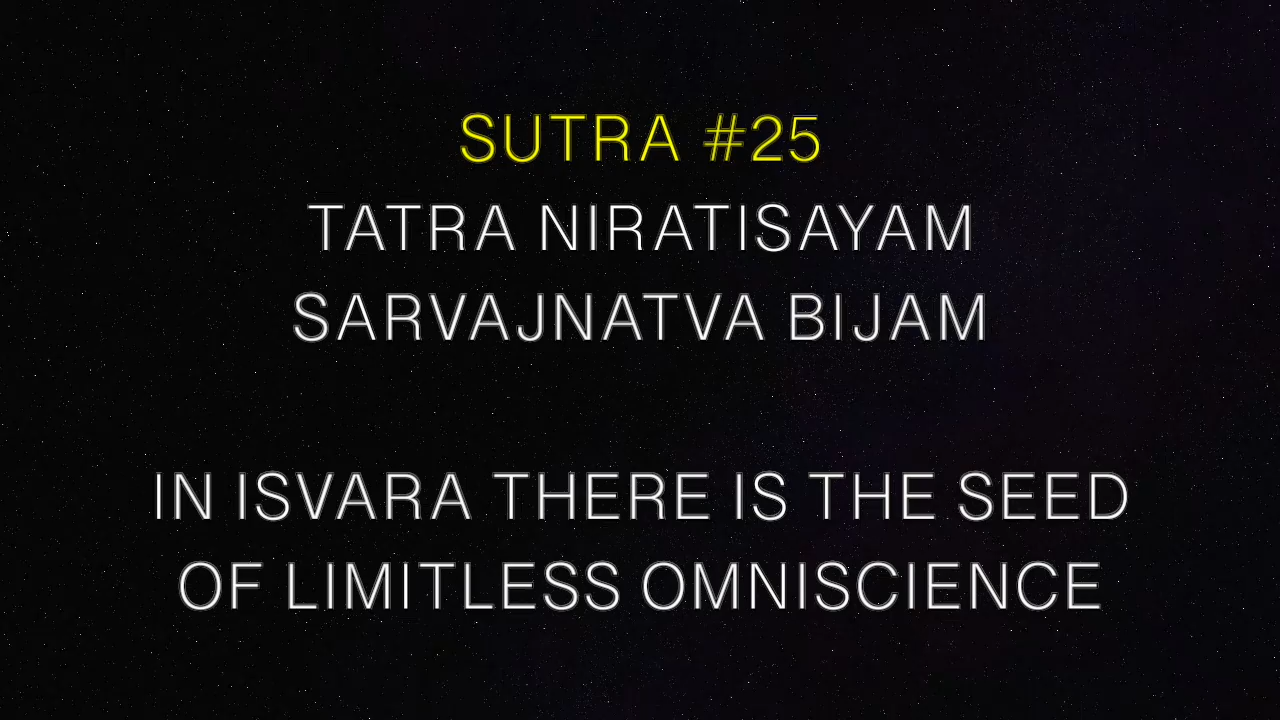 SUTRA #25
TATRA NIRATISAYAM
SARVAJNATVA BIJAM
IN ISVARA THERE IS THE SEED
OF LIMITLESS OMNISCIENCE